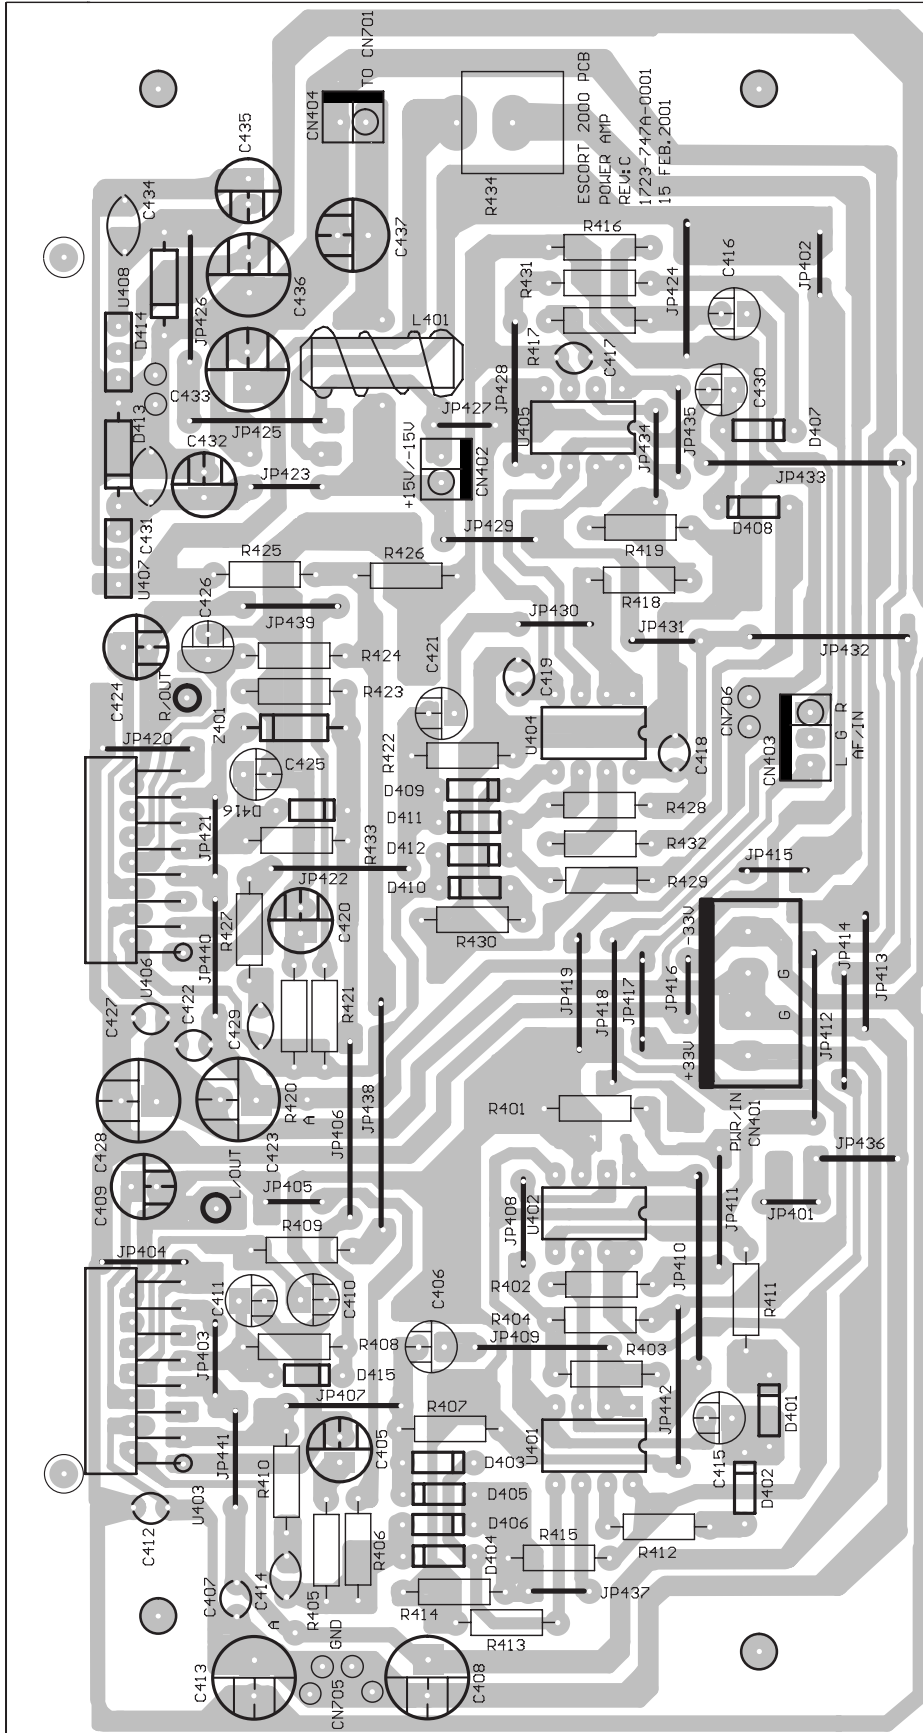 TO CN701
CN404
C435
C434
ESCORT 2000 PCB
POWER AMP
REV:C
1723-747A-0001
15 FEB.2001
R434
C437
R416
C416
JP402
U408
D414
JP426
C436
R431
JP424
L401
R417
C417
C433
JP428
C430
D413
C432
JP425
JP427
U405
JP434
JP435
D407
+15V/-15V
CN402
JP423
JP433
C431
JP429
R419
D408
U407
R425
R426
C426
R418
JP439
JP430
C421
JP431
JP432
C424
R/OUT
R424
C419
R423
Z401
CN706
JP420
R422
U404
C418
CN403
L G R
AF/IN
C425
D409
D416
R428
D411
JP421
R433
D412
R432
JP422
D410
JP415
R429
R427
C420
R430
JP440
-33V
U406
JP419
JP418
JP417
JP416
G
G
JP414
JP413
C427
C422
C429
R421
JP412
+33V
R420
A
JP406
JP438
R401
PWR/IN
CN401
C428
C423
JP436
C409
L/OUT
JP405
JP408
U402
JP411
JP401
R409
JP404
JP410
C411
C410
C406
R402
R411
R404
JP403
R408
JP409
R403
D415
JP407
JP442
D401
R407
JP441
R410
C405
U401
C415
D403
D402
D405
U403
C412
D406
R406
R415
R412
D404
C407
C414
R405
JP437
R414
A
GND
R413
C413
CN705
C408